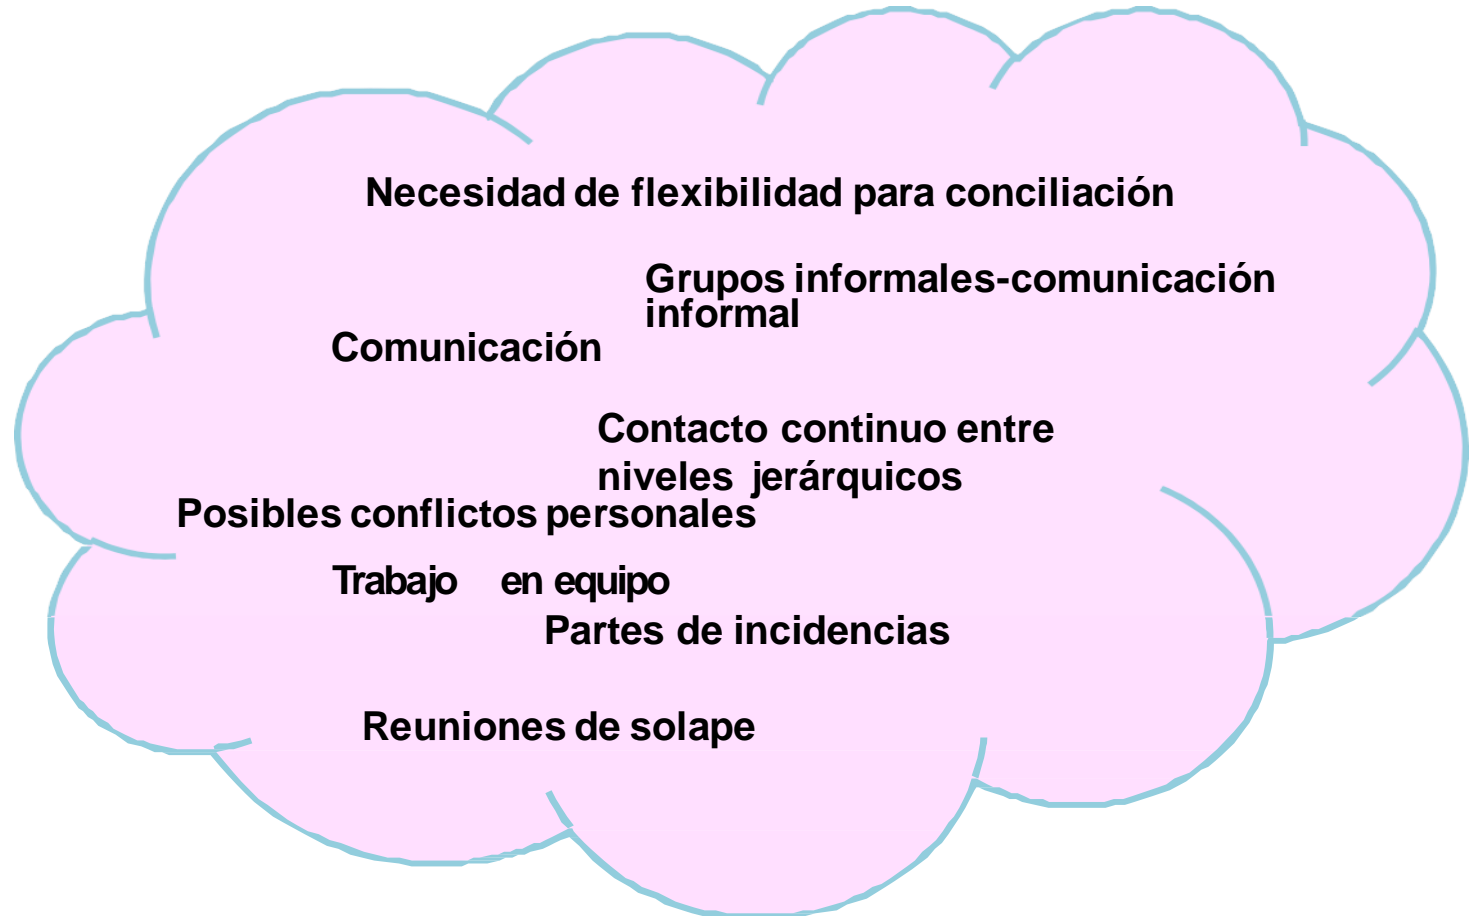 Necesidad de flexibilidad para conciliación
Grupos informales-comunicación
informal
Comunicación
Contacto continuo entre
niveles jerárquicos
Posibles conflictos personales
Trabajo en equipo
Partes de incidencias
Reuniones de solape